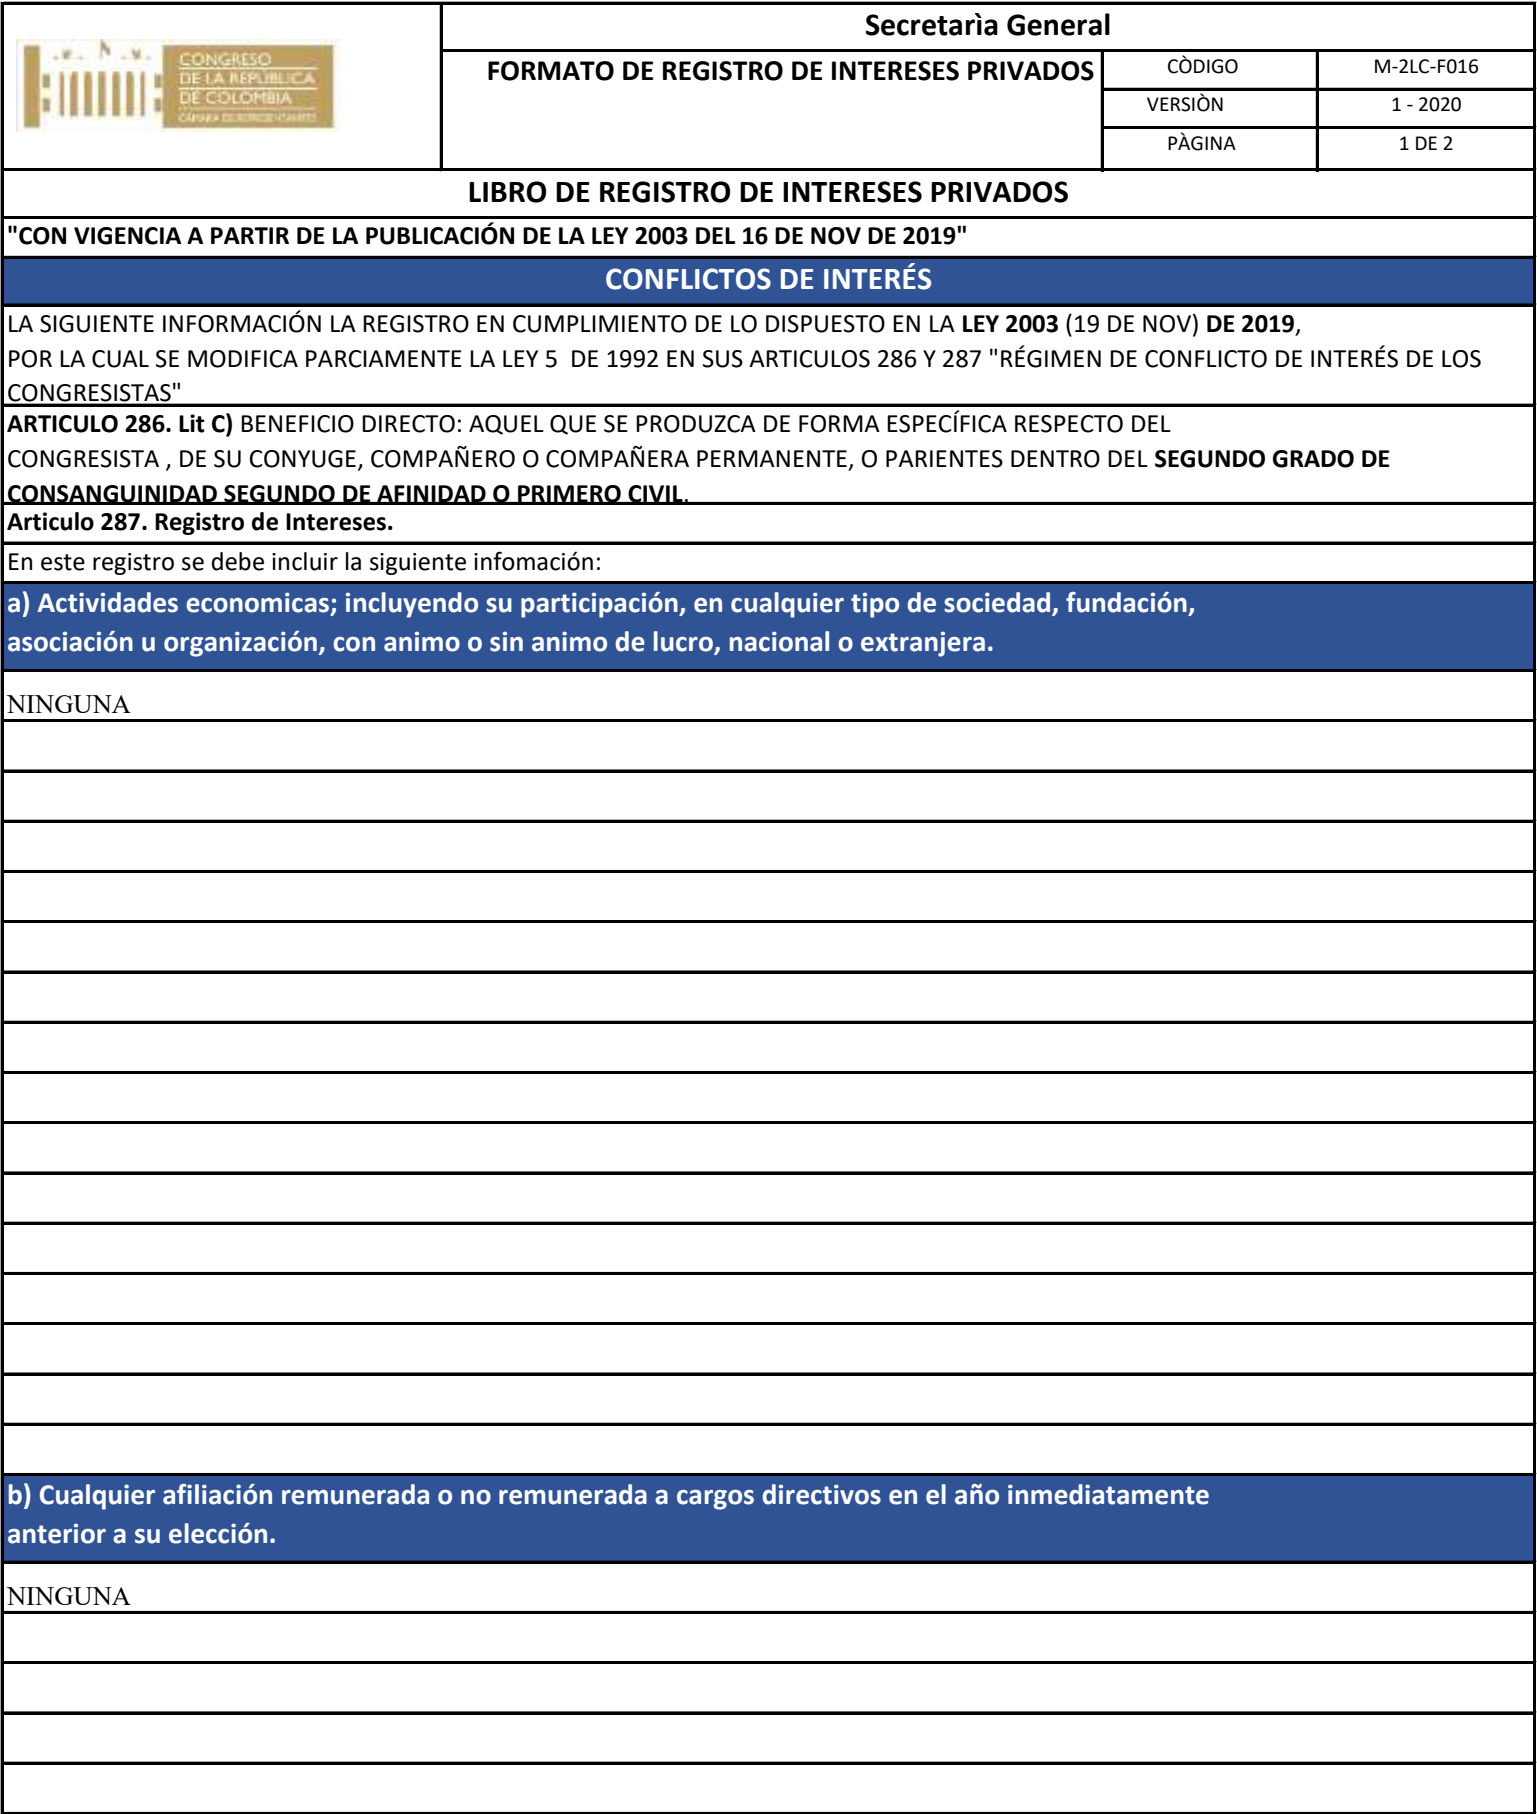 CONGRESO
DE LA REPÚBLICA
DE COLOMBIA
CÁMARA DE REPRESENTANTES
Secretarìa General
FORMATO DE REGISTRO DE INTERESES PRIVADOS
CÒDIGO M-2LC-F016
VERSIÒN 1 - 2020
PÀGINA 1 DE 2
LIBRO DE REGISTRO DE INTERESES PRIVADOS
"CON VIGENCIA A PARTIR DE LA PUBLICACIÓN DE LA LEY 2003 DEL 16 DE NOV DE 2019"
CONFLICTOS DE INTERÉS
LA SIGUIENTE INFORMACIÓN LA REGISTRO EN CUMPLIMIENTO DE LO DISPUESTO EN LA LEY 2003 (19 DE NOV) DE 2019,
POR LA CUAL SE MODIFICA PARCIAMENTE LA LEY 5 DE 1992 EN SUS ARTICULOS 286 Y 287 "RÉGIMEN DE CONFLICTO DE INTERÉS DE LOS
CONGRESISTAS"
ARTICULO 286. Lit C) BENEFICIO DIRECTO: AQUEL QUE SE PRODUZCA DE FORMA ESPECÍFICA RESPECTO DEL
CONGRESISTA , DE SU CONYUGE, COMPAÑERO O COMPAÑERA PERMANENTE, O PARIENTES DENTRO DEL SEGUNDO GRADO DE
CONSANGUINIDAD SEGUNDO DE AFINIDAD O PRIMERO CIVIL.
Articulo 287. Registro de Intereses.
En este registro se debe incluir la siguiente infomación:
a) Actividades economicas; incluyendo su participación, en cualquier tipo de sociedad, fundación,
asociación u organización, con animo o sin animo de lucro, nacional o extranjera.
NINGUNA
b) Cualquier afiliación remunerada o no remunerada a cargos directivos en el año inmediatamente
anterior a su elección.
NINGUNA